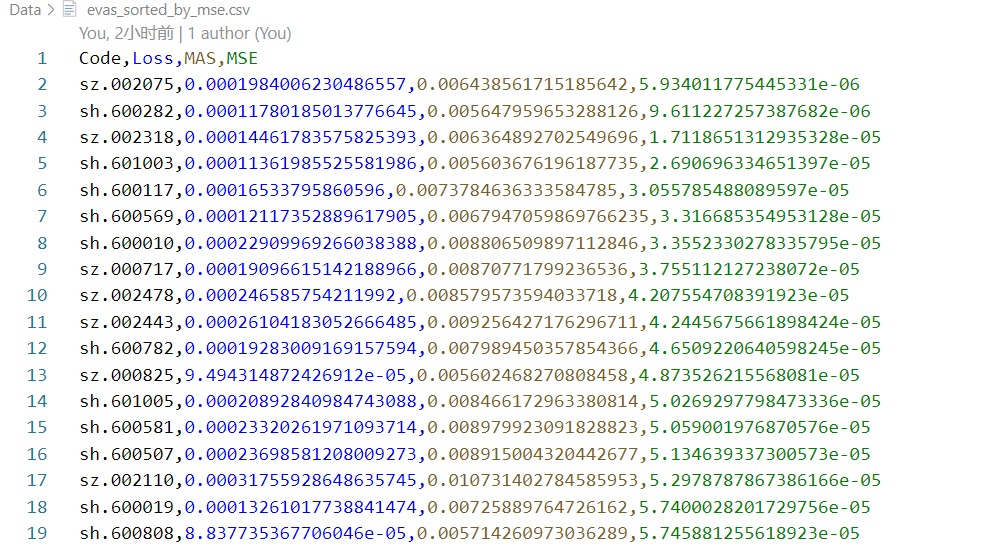 Data > evas_sorted_by_mse.csv
You, 2小时前 | 1 author (You)
1 Code,Loss,MAS,MSE
2 sz.002075,0.0001984006230486557,0.006438561715185642,5.934011775445331e-06
3 sh.600282,0.00011780185013776645,0.005647959653288126,9.611227257387682e-06
4 sz.002318,0.00014461783575825393,0.006364892702549696,1.7118651312935328e-05
5 sh.601003,0.00011361985525581986,0.005603676196187735,2.690696334651397e-05
6 sh.600117,0.00016533795860596,0.0073784636333584785,3.055785488089597e-05
7 sh.600569,0.00012117352889617905,0.0067947059869766235,3.316685354953128e-05
8 sh.600010,0.00022909969266038388,0.008806509897112846,3.3552330278335795e-05
9 sz.000717,0.00019096615142188966,0.00870771799236536,3.755112127238072e-05
10 sz.002478,0.000246585754211992,0.008579573594033718,4.207554708391923e-05
11 sz.002443,0.00026104183052666485,0.009256427176296711,4.2445675661898424e-05
12 sh.600782,0.00019283009169157594,0.007989450357854366,4.6509220640598245e-05
13 sz.000825,9.494314872426912e-05,0.005602468270808458,4.873526215568081e-05
14 sh.601005,0.00020892840984743088,0.008466172963380814,5.0269297798473336e-05
15 sh.600581,0.00023320261971093714,0.008979923091828823,5.059001976870576e-05
16 sh.600507,0.00023698581208009273,0.008915004320442677,5.134639337300573e-05
17 sz.002110,0.00031755928648635745,0.010731402784585953,5.2978787867386166e-05
18 sh.600019,0.00013261017738841474,0.00725889764726162,5.7400028201729756e-05
19 sh.600808,8.837735367706046e-05,0.005714260973036289,5.745881255618923e-05